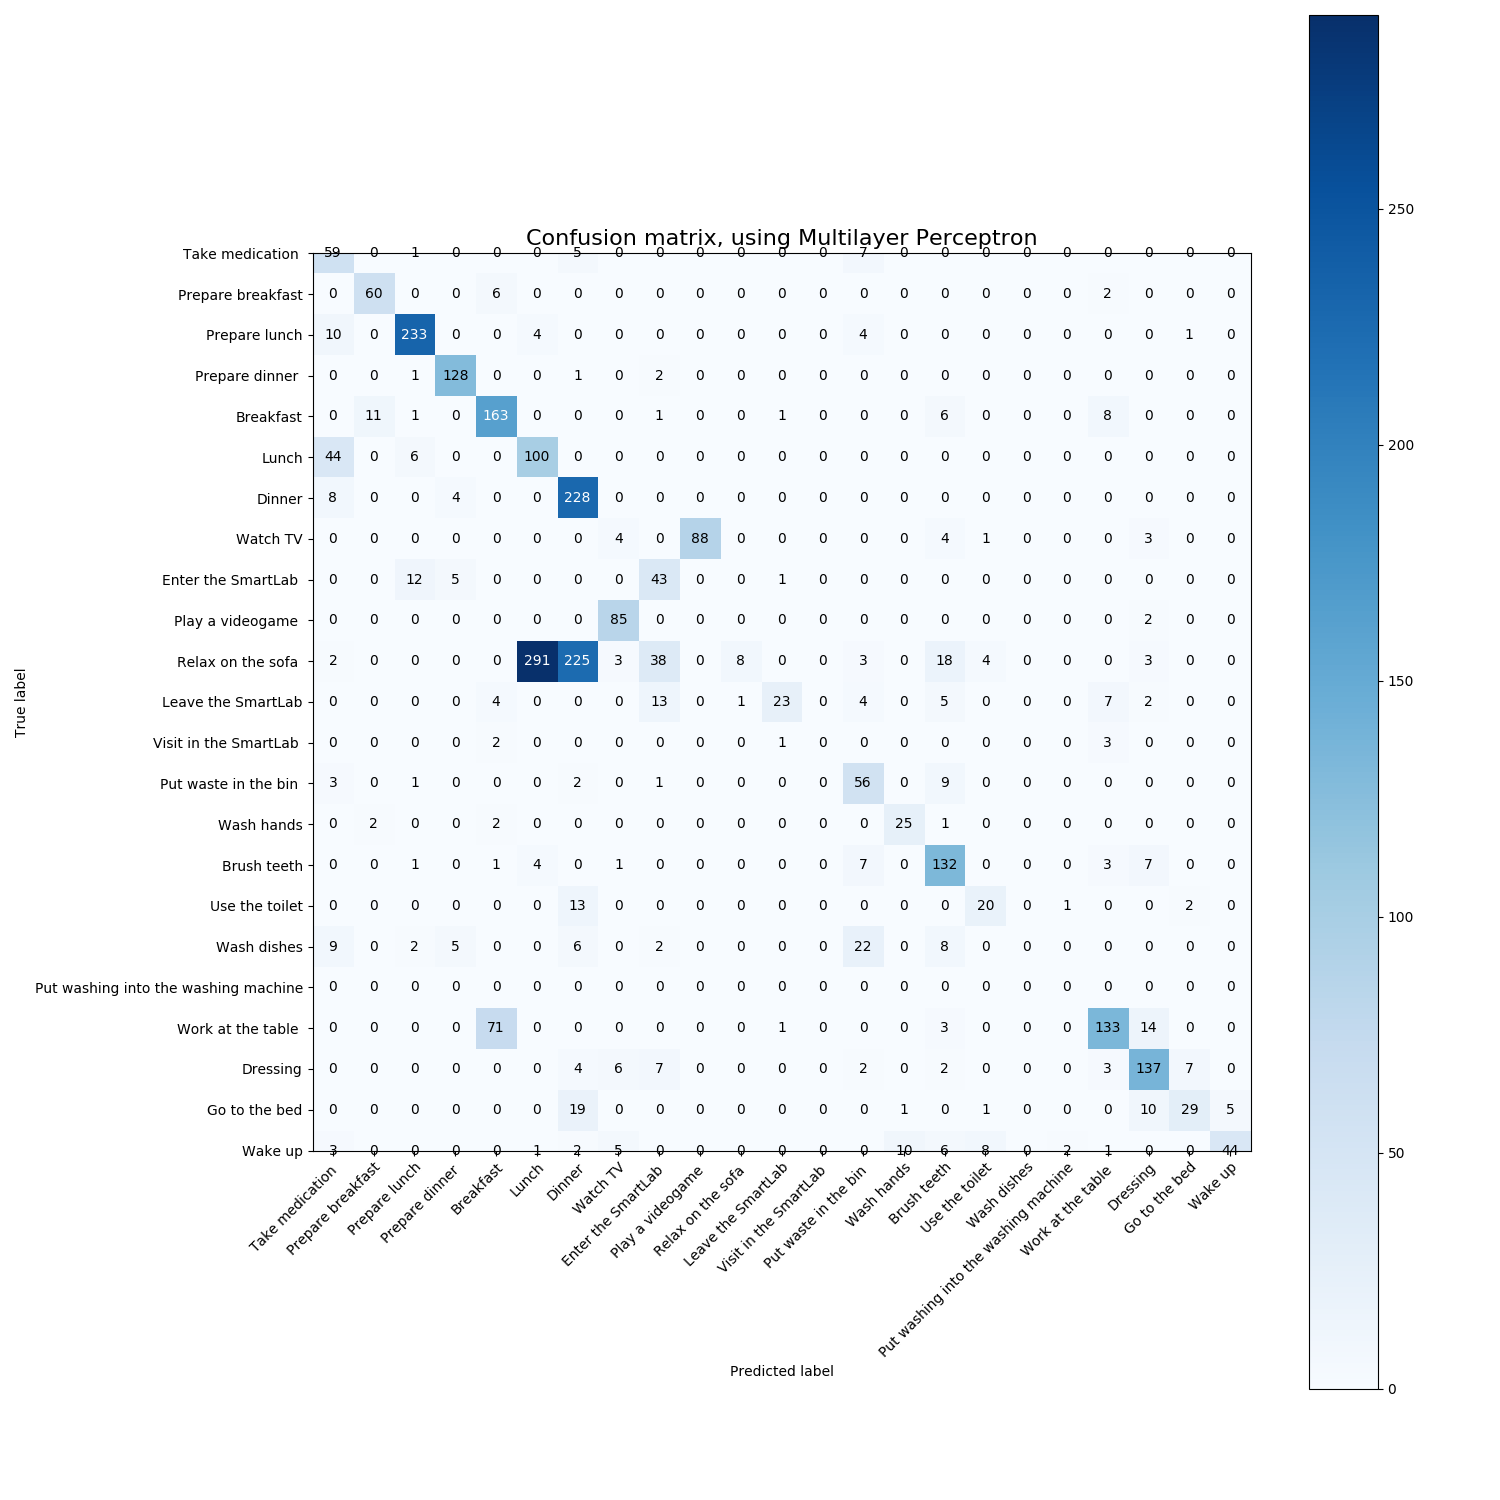 Confusion matrix, using Multilayer Perceptron
Take medication 59 0 1 0 0 0 5 0 0 0 0 0 0 7 0 0 0 0 0 0 0 0 0
Prepare breakfast 0 60 0 0 6 0 0 0 0 0 0 0 0 0 0 0 0 0 0 2 0 0 0
Prepare lunch 10 0 233 0 0 4 0 0 0 0 0 0 0 4 0 0 0 0 0 0 0 1 0
Prepare dinner 0 0 1 128 0 0 1 0 2 0 0 0 0 0 0 0 0 0 0 0 0 0 0
Breakfast 0 11 1 0 163 0 0 0 1 0 0 1 0 0 0 6 0 0 0 8 0 0 0
Lunch 44 0 6 0 0 100 0 0 0 0 0 0 0 0 0 0 0 0 0 0 0 0 0
Dinner 8 0 0 4 0 0 228 0 0 0 0 0 0 0 0 0 0 0 0 0 0 0 0
Watch TV 0 0 0 0 0 0 0 4 0 88 0 0 0 0 0 4 1 0 0 0 3 0 0
Enter the SmartLab 0 0 12 5 0 0 0 0 43 0 0 1 0 0 0 0 0 0 0 0 0 0 0
Play a videogame 0 0 0 0 0 0 0 85 0 0 0 0 0 0 0 0 0 0 0 0 2 0 0
Relax on the sofa 2 0 0 0 0 291 225 3 38 0 8 0 0 3 0 18 4 0 0 0 3 0 0
Leave the SmartLab 0 0 0 0 4 0 0 0 13 0 1 23 0 4 0 5 0 0 0 7 2 0 0
Visit in the SmartLab 0 0 0 0 2 0 0 0 0 0 0 1 0 0 0 0 0 0 0 3 0 0 0
Put waste in the bin 3 0 1 0 0 0 2 0 1 0 0 0 0 56 0 9 0 0 0 0 0 0 0
Wash hands 0 2 0 0 2 0 0 0 0 0 0 0 0 0 25 1 0 0 0 0 0 0 0
Brush teeth 0 0 1 0 1 4 0 1 0 0 0 0 0 7 0 132 0 0 0 3 7 0 0
Use the toilet 0 0 0 0 0 0 13 0 0 0 0 0 0 0 0 0 20 0 1 0 0 2 0
Wash dishes 9 0 2 5 0 0 6 0 2 0 0 0 0 22 0 8 0 0 0 0 0 0 0
Put washing into the washing machine 0 0 0 0 0 0 0 0 0 0 0 0 0 0 0 0 0 0 0 0 0 0 0
Work at the table 0 0 0 0 71 0 0 0 0 0 0 1 0 0 0 3 0 0 0 133 14 0 0
Dressing 0 0 0 0 0 0 4 6 7 0 0 0 0 2 0 2 0 0 0 3 137 7 0
Go to the bed 0 0 0 0 0 0 19 0 0 0 0 0 0 0 1 0 1 0 0 0 10 29 5
Wake up 3 0 0 0 0 1 2 5 0 0 0 0 0 0 10 6 8 0 2 1 0 0 44
Take medication
Prepare breakfast
Prepare lunch
Prepare dinner
Breakfast
Lunch
Dinner
Watch TV
Enter the SmartLab
Play a videogame
Relax on the sofa
Leave the SmartLab
Visit in the SmartLab
Put waste in the bin
Wash hands
Brush teeth
Use the toilet
Wash dishes
Put washing into the washing machine
Work at the table
Dressing
Go to the bed
Wake up
True label
Predicted label
250
200
150
100
50
0